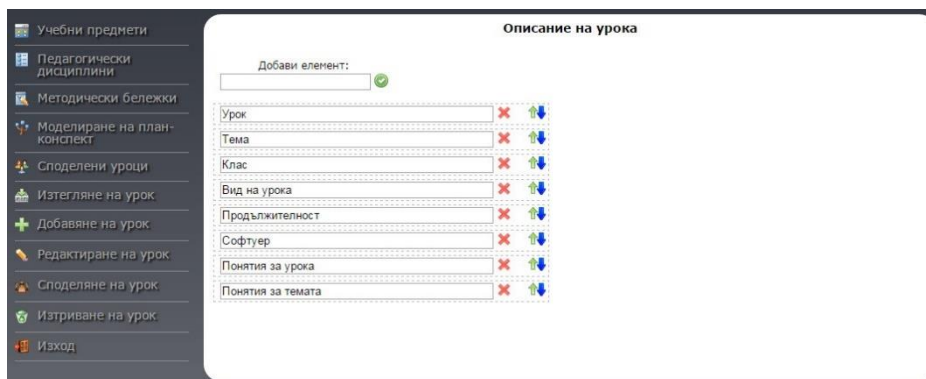 Учебни предмети
Педагогически
дисциплини
Методически бележки
Моделиране на план-
конспект
Споделени уроци
Изтегляне на урок
Добавяне на урок
Редактиране на урок
Споделяне на урок
Изтриване на урок
Изход
Описание на урока
Добави елемент:
Урок
Тема
Клас
Вид на урока
Продължителност
Софтуер
Понятия за урока
Понятия за темата